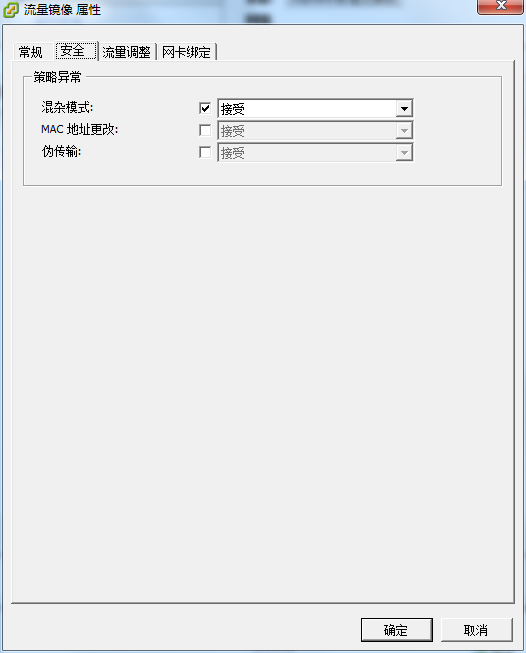 流量镜像 属性
常规 安全 流量调整 网卡绑定
策略异常
混杂模式: 接受
MAC 地址更改: 接受
伪传输: 接受
确定 取消